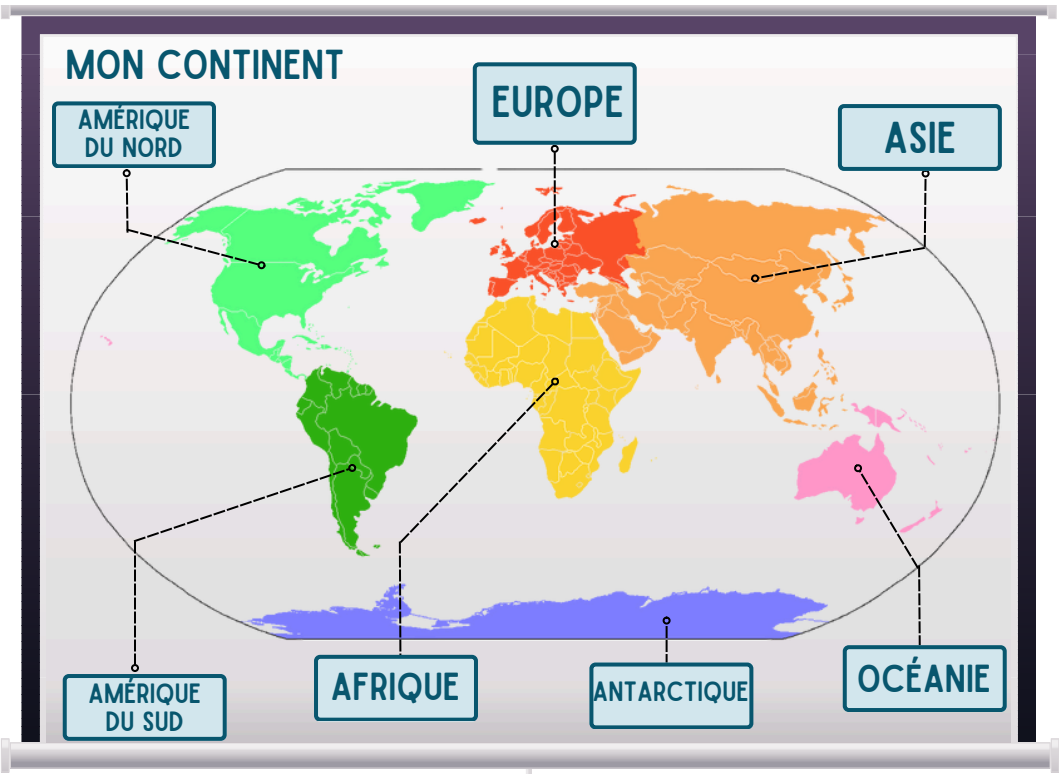 MON CONTINENT
EUROPE
AMÉRIQUE
DU NORD
ASIE
AMÉRIQUE
DU SUD
AFRIQUE
ANTARCTIQUE
OCÉANIE